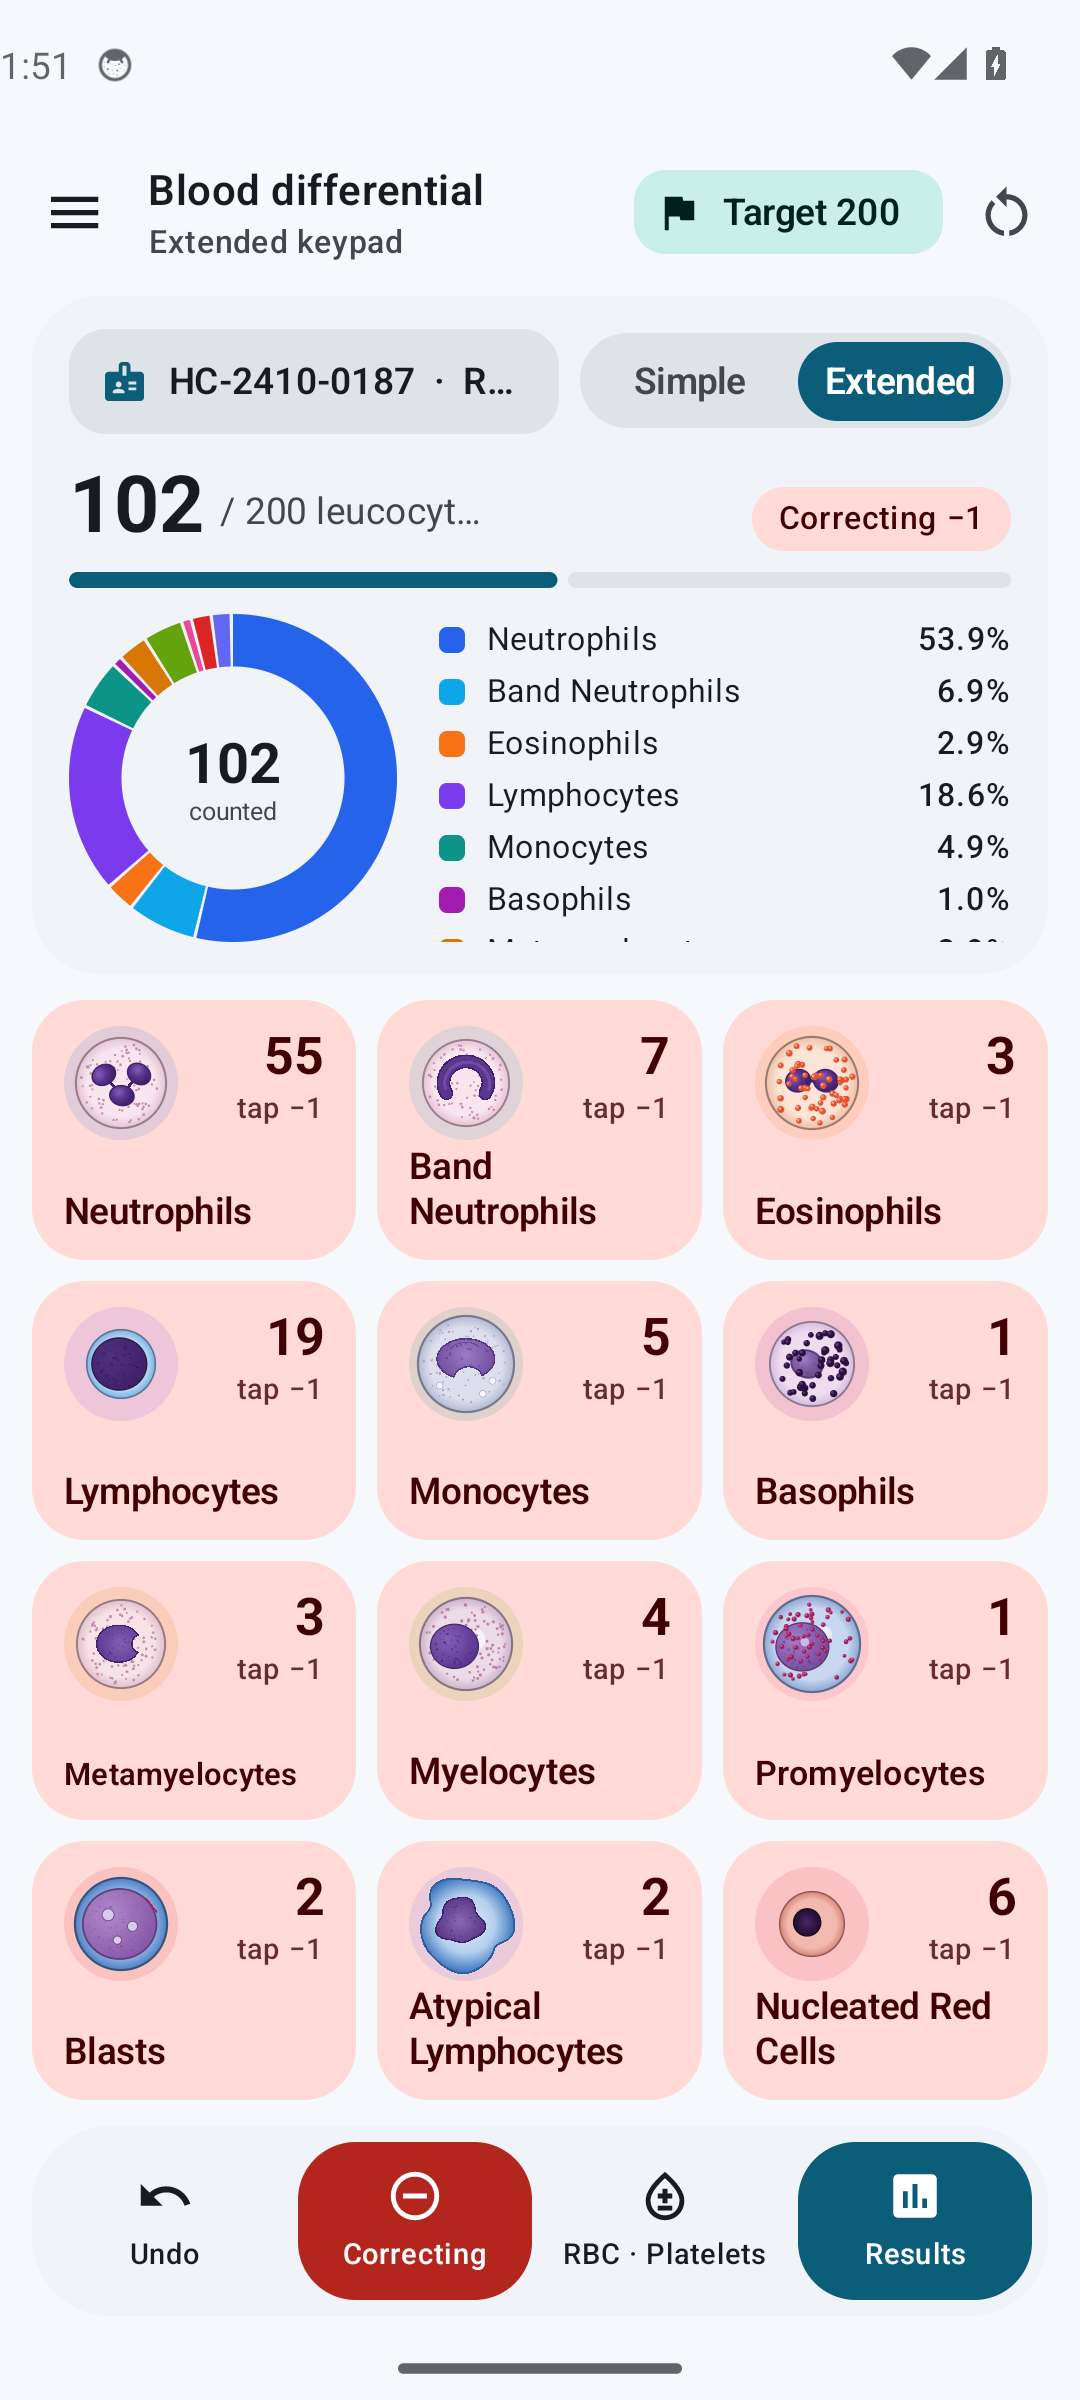 1:51
Blood differential
Extended keypad
Target 200
HC-2410-0187 · R…
Simple
Extended
102 / 200 leucocyt…
Correcting −1
102
counted
Neutrophils 53.9%
Band Neutrophils 6.9%
Eosinophils 2.9%
Lymphocytes 18.6%
Monocytes 4.9%
Basophils 1.0%
55
tap −1
Neutrophils
7
tap −1
Band
Neutrophils
3
tap −1
Eosinophils
19
tap −1
Lymphocytes
5
tap −1
Monocytes
1
tap −1
Basophils
3
tap −1
Metamyelocytes
4
tap −1
Myelocytes
1
tap −1
Promyelocytes
2
tap −1
Blasts
2
tap −1
Atypical
Lymphocytes
6
tap −1
Nucleated Red
Cells
Undo
Correcting
RBC · Platelets
Results